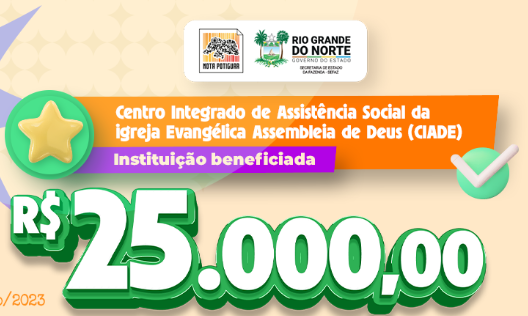 NOTA POTIGUAR
RIO GRANDE
DO NORTE
GOVERNO DO ESTADO
SECRETARIA DE ESTADO
DA FAZENDA - SEFAZ
Centro Integrado de Assistência Social da
igreja Evangélica Assembleia de Deus (CIADE)
Instituição beneficiada
R$ 25.000,00
/2023